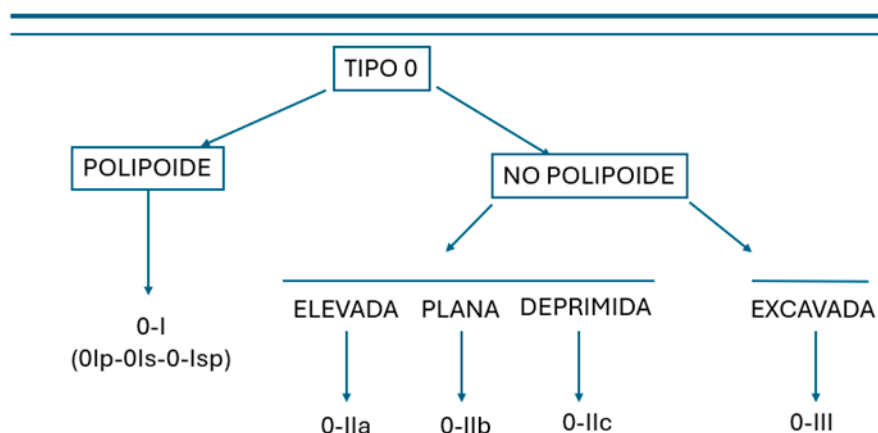 TIPO 0
POLIPOIDE
NO POLIPOIDE
ELEVADA PLANA DEPRIMIDA EXCAVADA
0-I
(0Ip-0Is-0-Isp)
0-IIa 0-IIb 0-IIc 0-III